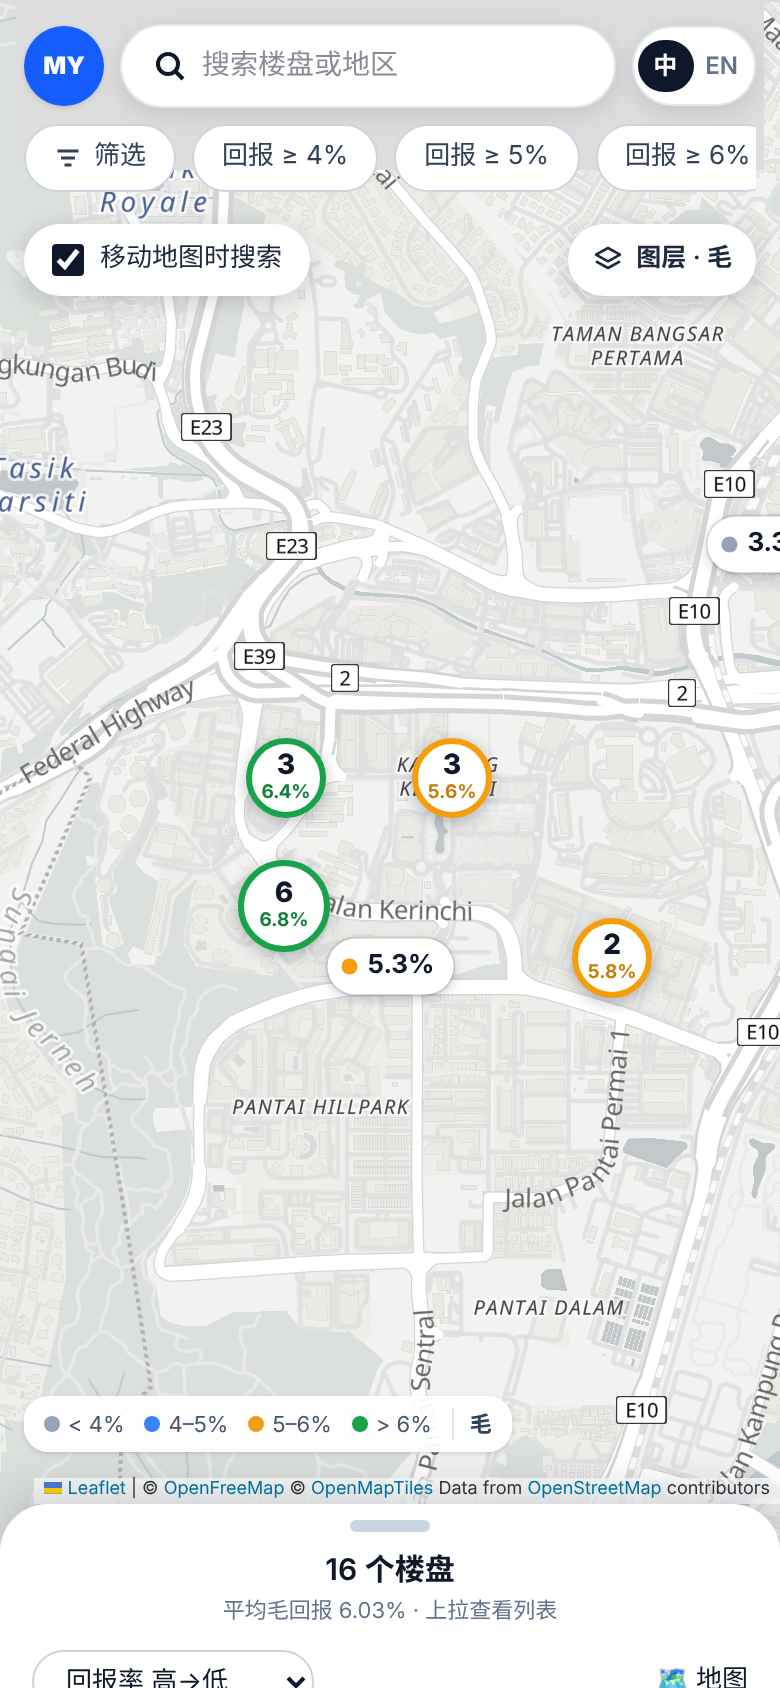 MY
搜索楼盘或地区
中 EN
筛选
回报 ≥ 4%
回报 ≥ 5%
回报 ≥ 6%
Royale
移动地图时搜索
图层 · 毛
TAMAN BANGSAR
PERTAMA
gkungan Budi
E23
Tasik
arsiti
E10
E23
3.3
E10
E39
2
2
Federal Highway
3
6.4%
3
5.6%
6
6.8%
Jalan Kerinchi
5.3%
2
5.8%
Sungai Jerneh
E10
Jalan Pantai Permai 1
PANTAI HILLPARK
PANTAI DALAM
Sentral
E10
lan Kampung
< 4% 4–5% 5–6% > 6% 毛
Leaflet | © OpenFreeMap © OpenMapTiles Data from OpenStreetMap contributors
16 个楼盘
平均毛回报 6.03% · 上拉查看列表
回报率 高→低
地图